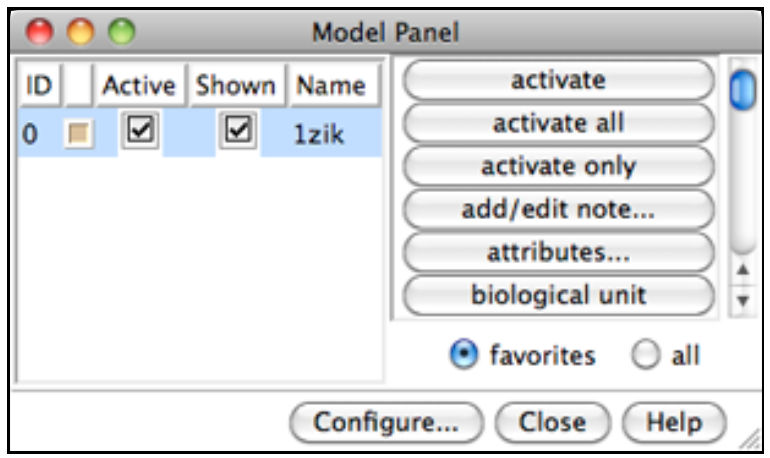 Model Panel
ID Active Shown Name
0 1zik
activate
activate all
activate only
add/edit note...
attributes...
biological unit
favorites all
Configure... Close Help